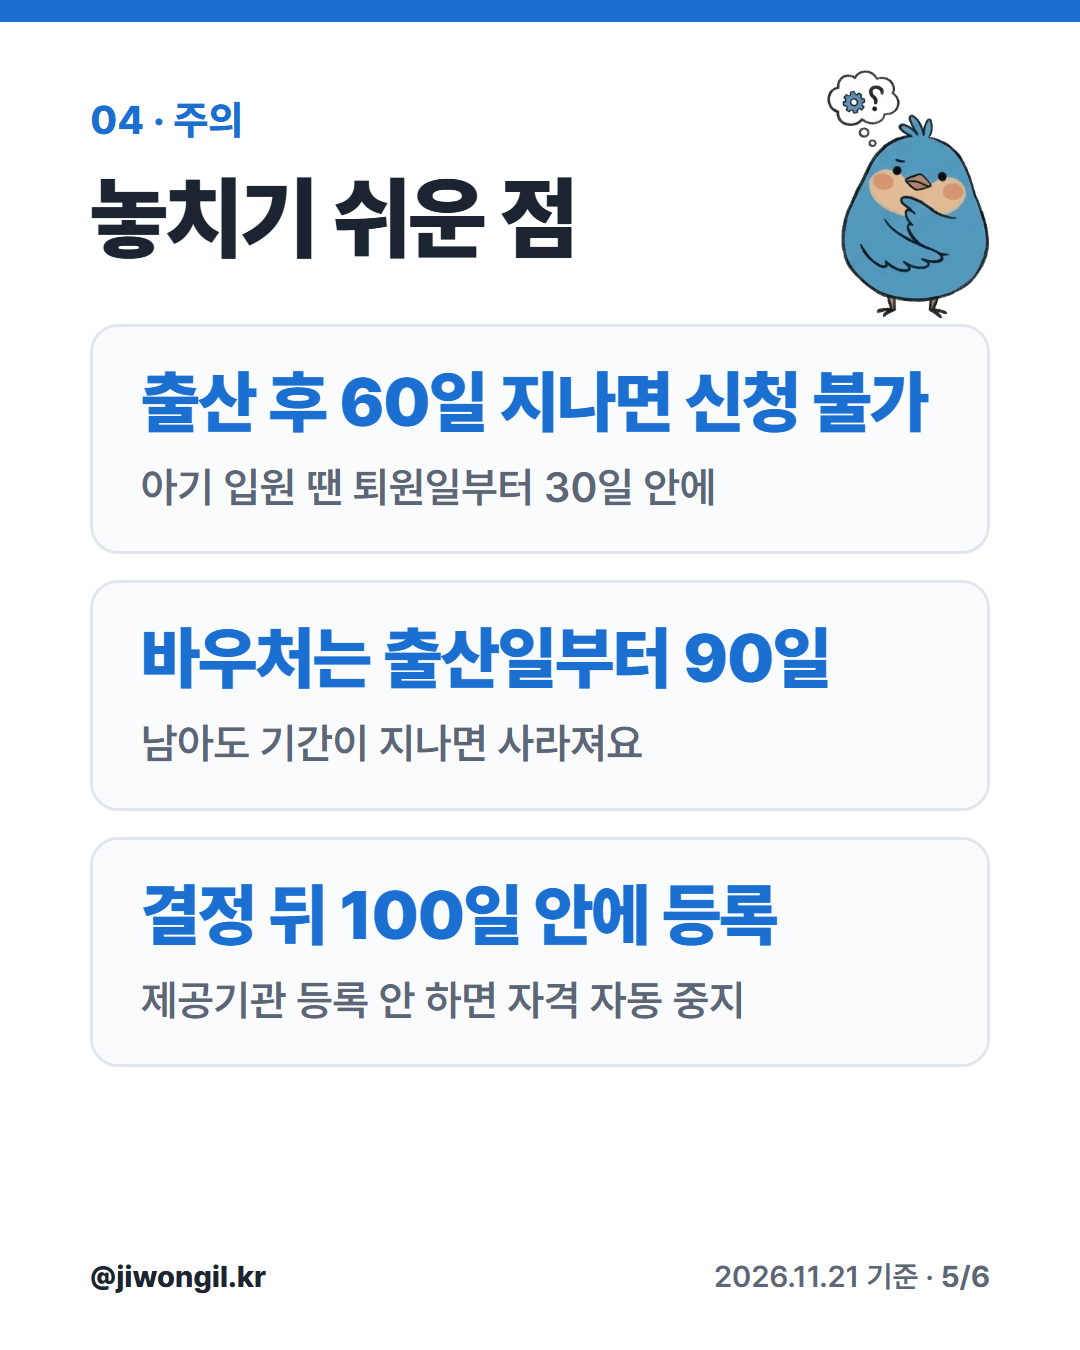 04 · 주의
놓치기 쉬운 점
?
출산 후 60일 지나면 신청 불가
아기 입원 땐 퇴원일부터 30일 안에
바우처는 출산일부터 90일
남아도 기간이 지나면 사라져요
결정 뒤 100일 안에 등록
제공기관 등록 안 하면 자격 자동 중지
@jiwongil.kr
2026.11.21 기준 · 5/6